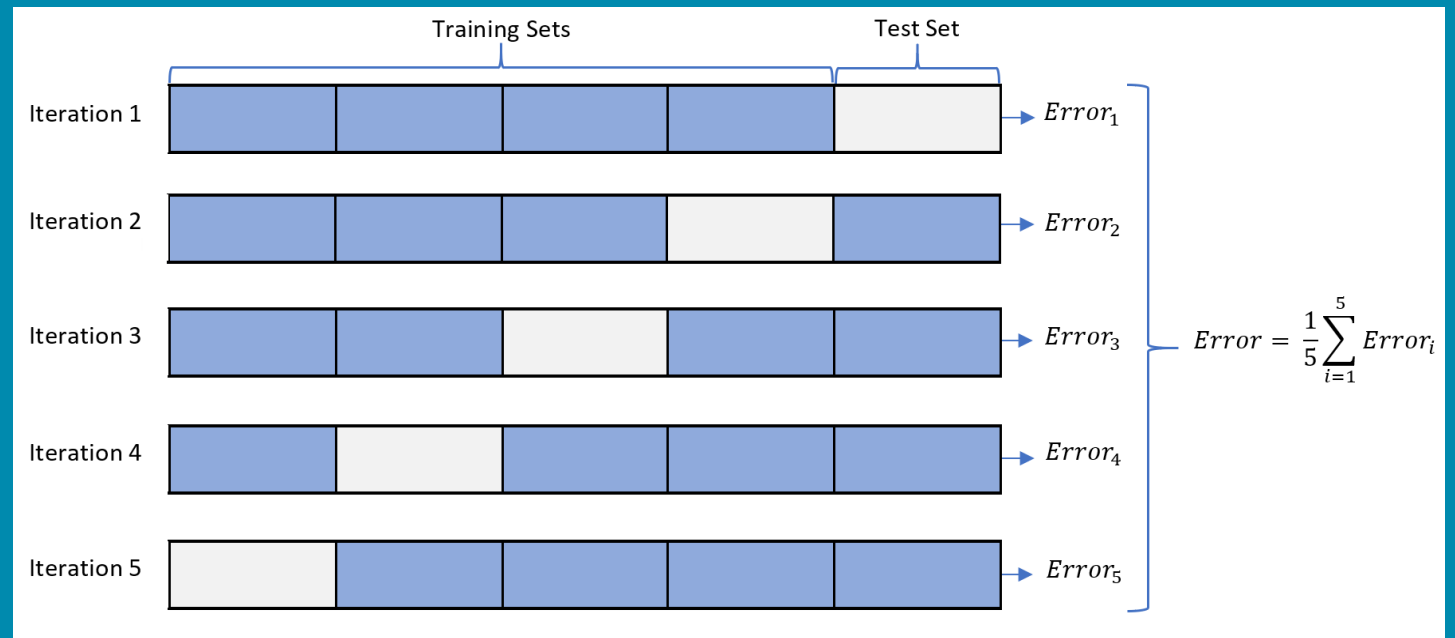 Training Sets
Test Set
Iteration 1
Error₁
Iteration 2
Error₂
Iteration 3
Error₃
Error = 1/5 ∑_{i=1}^{5} Errorᵢ
Iteration 4
Error₄
Iteration 5
Error₅